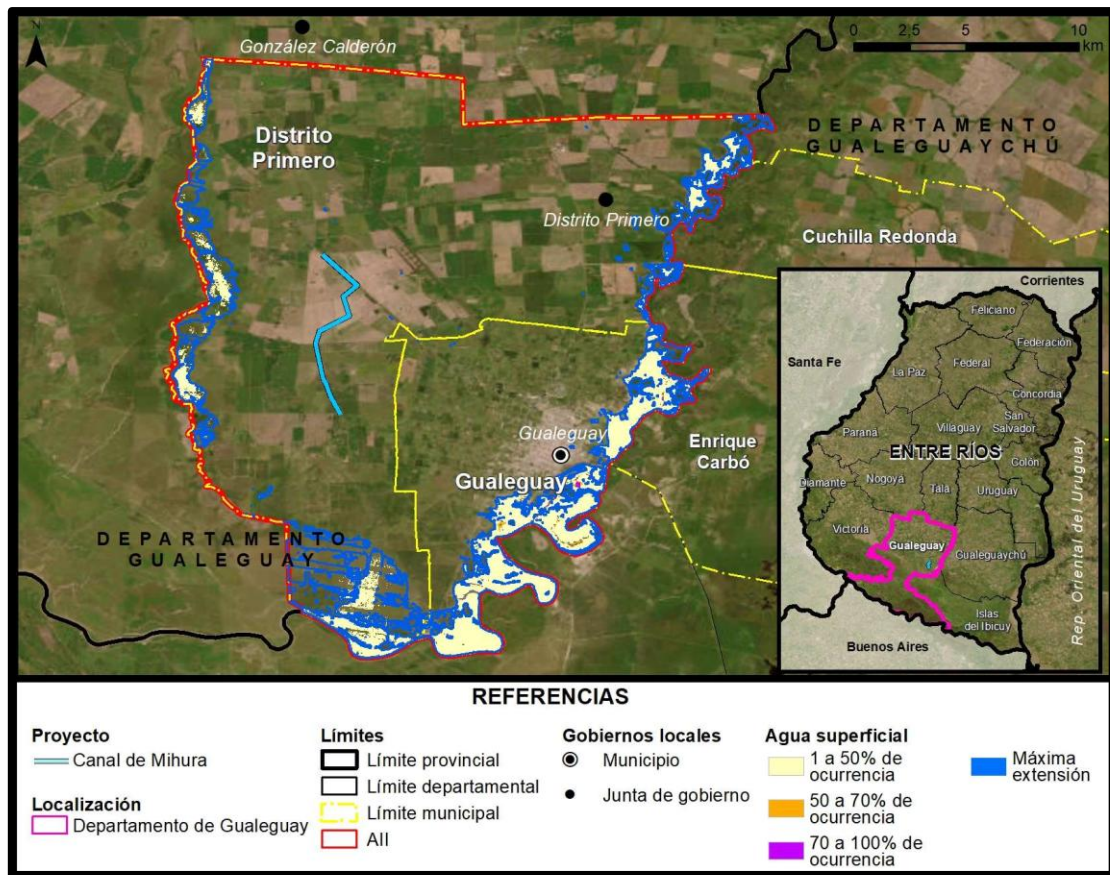 González Calderón
0 2,5 5 10
km
Distrito
Primero
DEPARTAMENTO
GUALEGUAYCHÚ
Distrito Primero
Cuchilla Redonda
Gualeguay
Enrique
Carbó
Gualeguay
DEPARTAMENTO
GUALEGUAY
Corrientes
Feliciano
Federación
Santa Fe
La Paz
Federal
Concordia
San
Salvador
Paraná
Villaguay
ENTRE RÍOS
Colón
Diamante
Nogoya
Tala
Uruguay
Victoria
Gualeguay
Gualeguaychú
Islas
del Ibicuy
Rep. Oriental del Uruguay
Buenos Aires
REFERENCIAS
Proyecto
Canal de Mihura
Localización
Departamento de Gualeguay
Límites
Límite provincial
Límite departamental
Límite municipal
AII
Gobiernos locales
Municipio
Junta de gobierno
Agua superficial
1 a 50% de
ocurrencia
50 a 70% de
ocurrencia
70 a 100% de
ocurrencia
Máxima
extensión